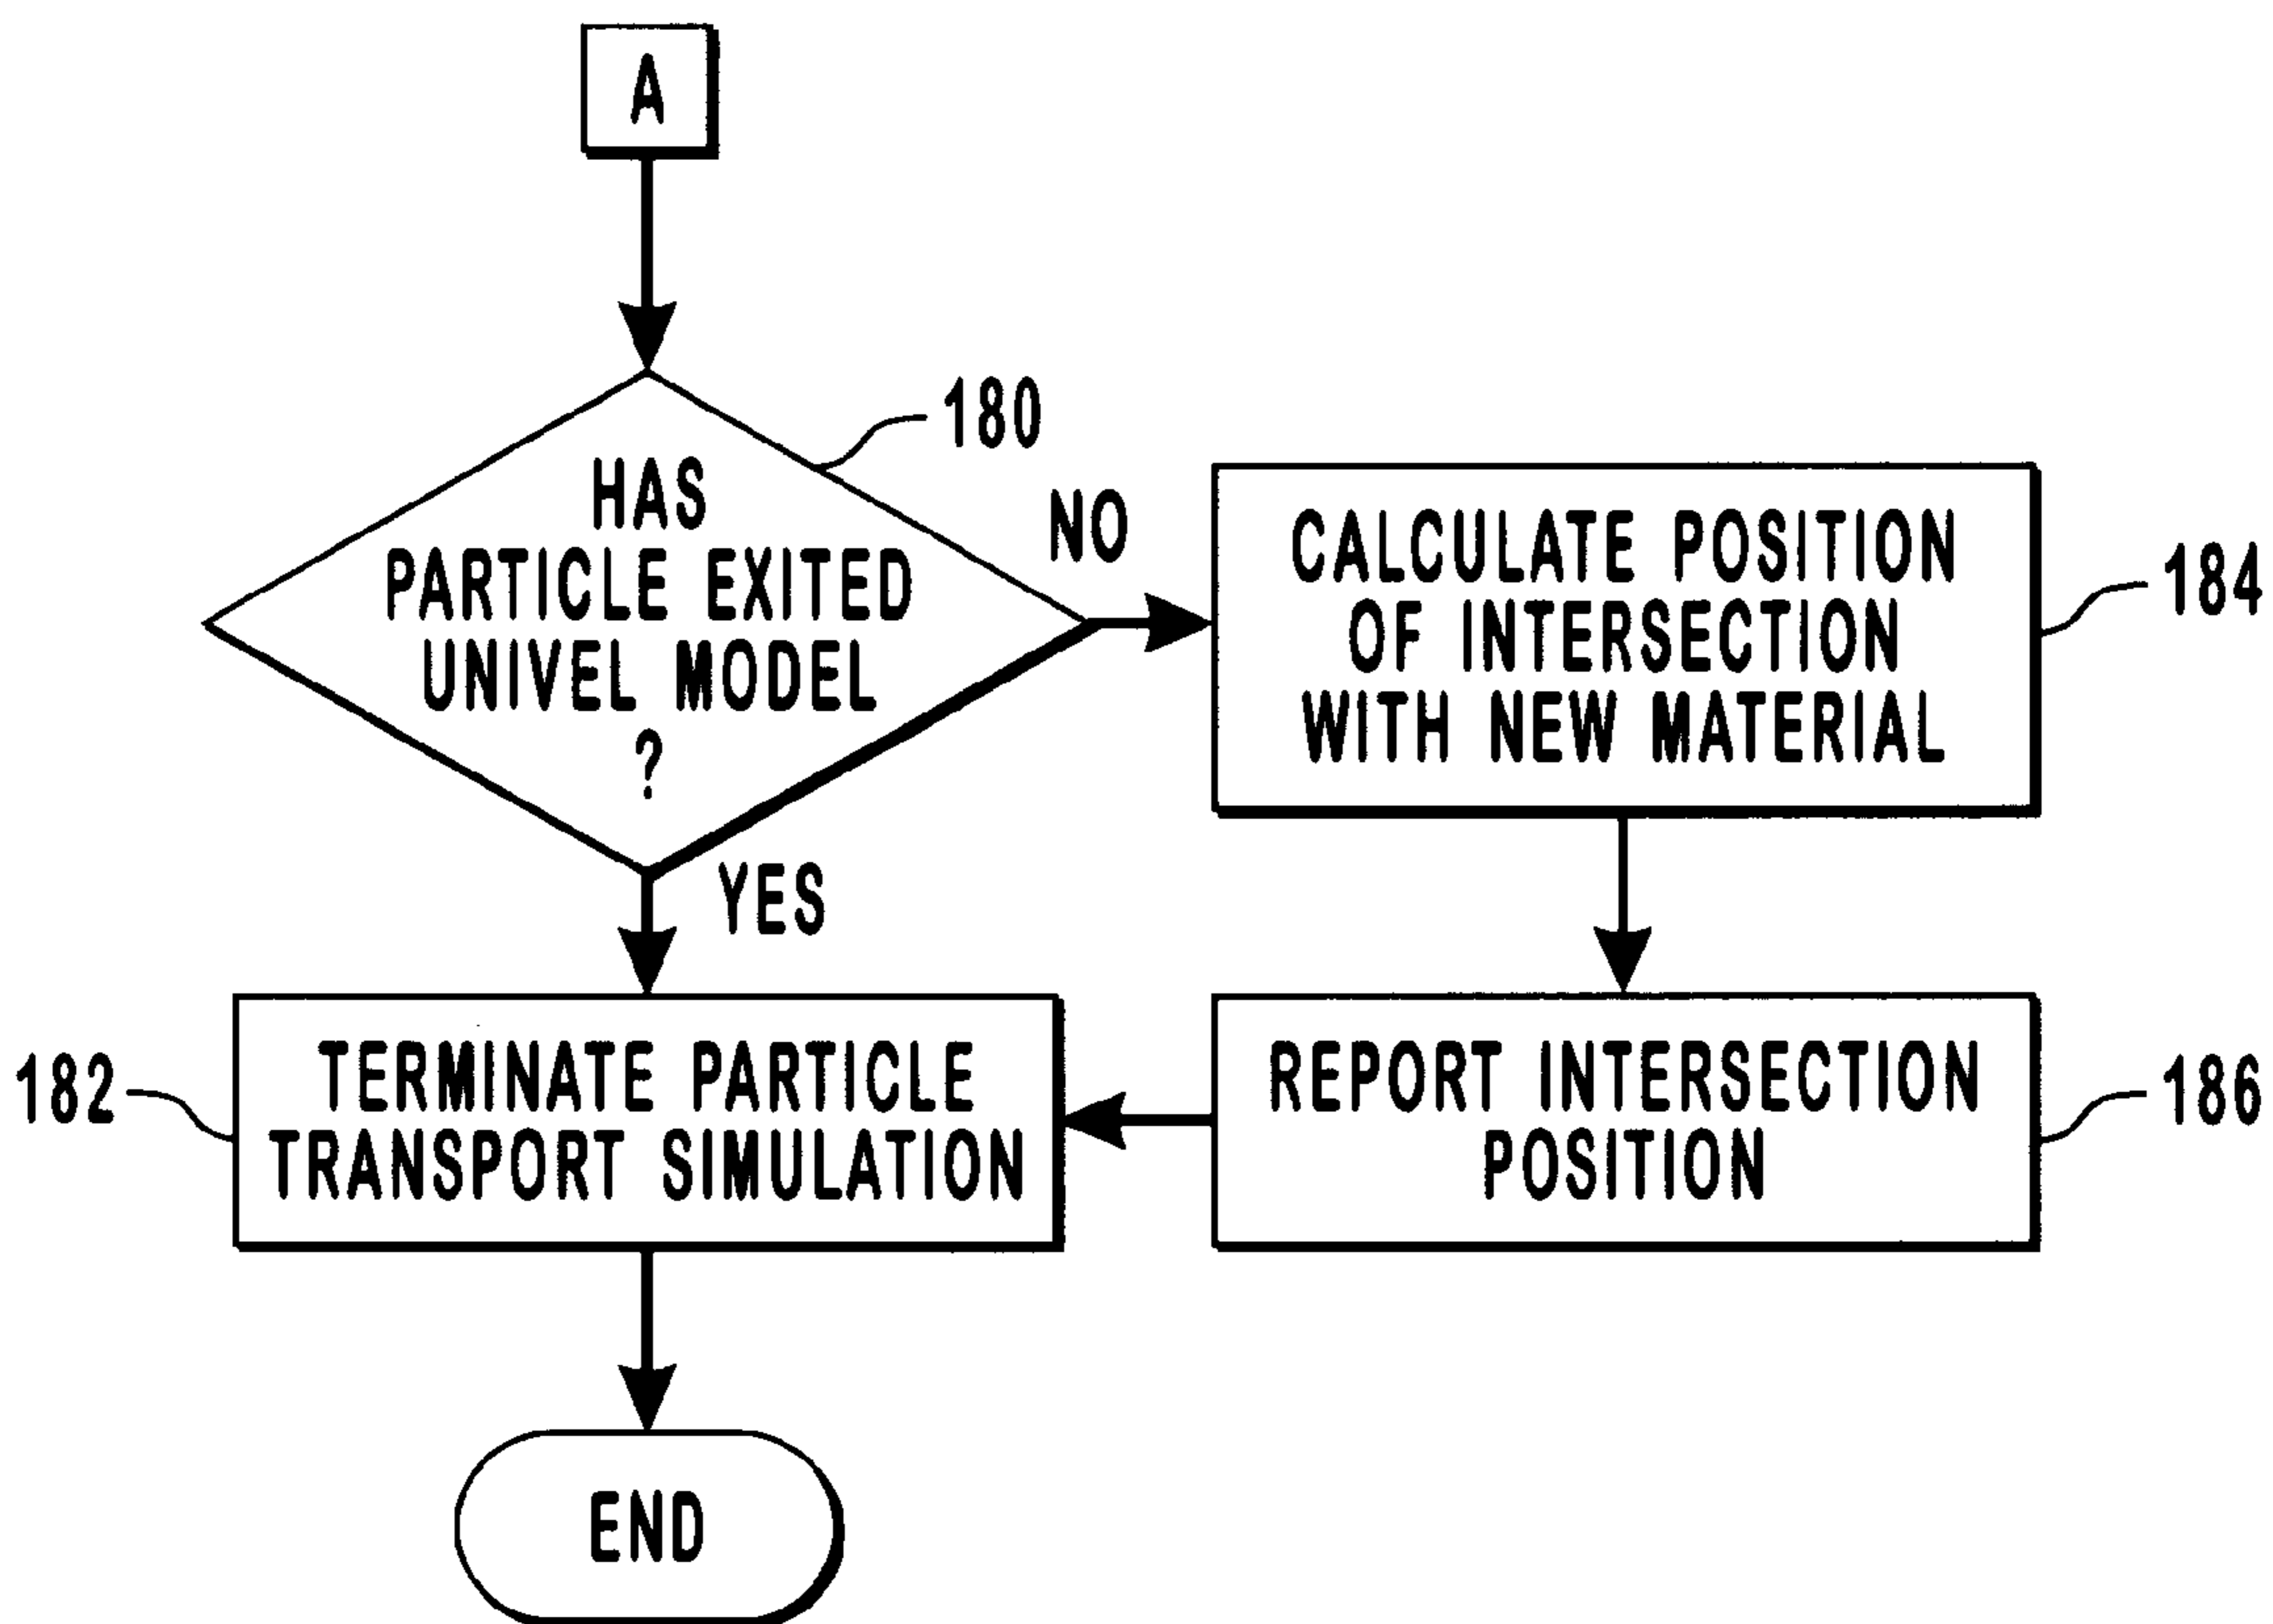 A
180
HAS
PARTICLE EXITED
UNIVEL MODEL
?
NO
YES
CALCULATE POSITION
OF INTERSECTION
WITH NEW MATERIAL
184
182
TERMINATE PARTICLE
TRANSPORT SIMULATION
REPORT INTERSECTION
POSITION
186
END